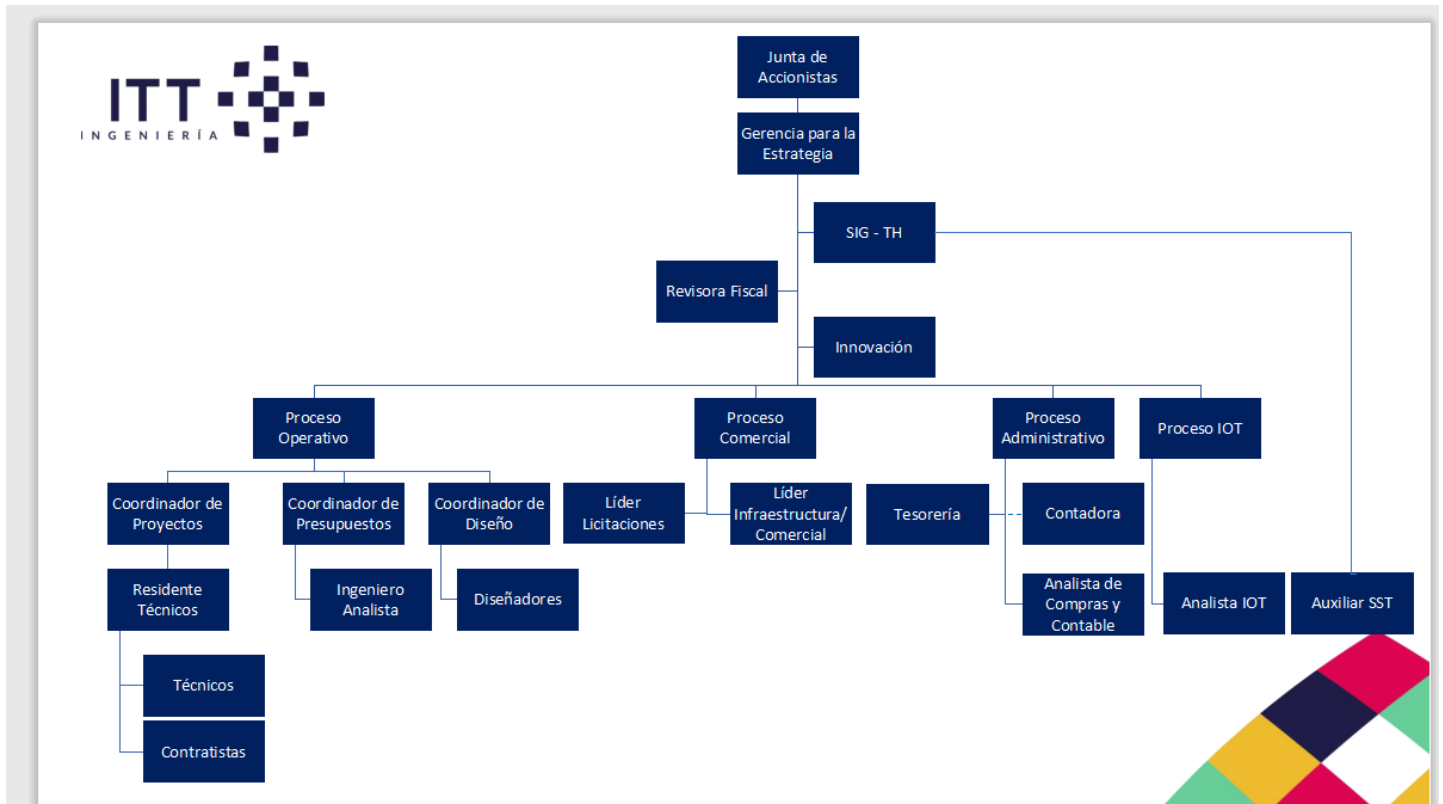 ITT
INGENIERÍA
Junta de
Accionistas
Gerencia para la
Estrategia
SIG - TH
Revisora Fiscal
Innovación
Proceso
Operativo
Proceso
Comercial
Proceso
Administrativo
Proceso IOT
Coordinador de
Proyectos
Coordinador de
Presupuestos
Coordinador de
Diseño
Líder
Licitaciones
Líder
Infraestructura/
Comercial
Tesorería
Contadora
Residente
Técnicos
Ingeniero
Analista
Diseñadores
Analista de
Compras y
Contable
Analista IOT
Auxiliar SST
Técnicos
Contratistas